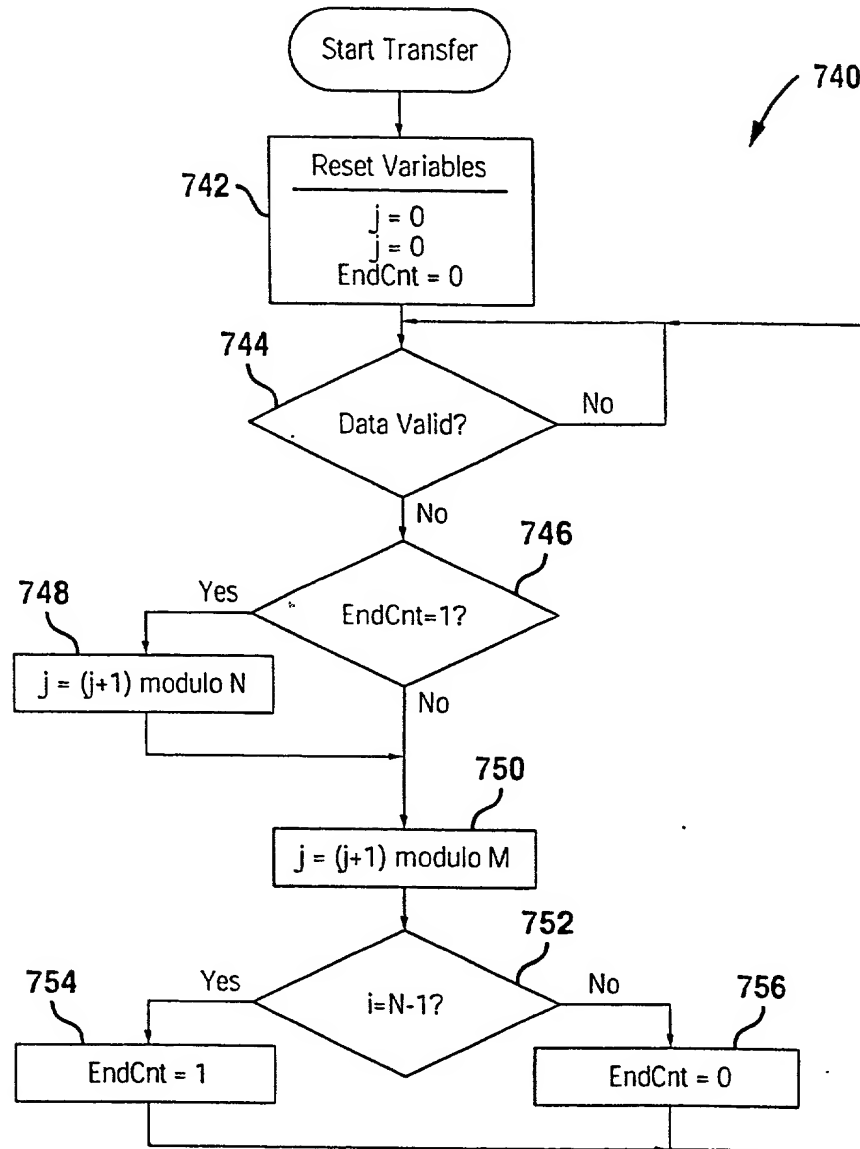 Start Transfer
740
742
Reset Variables
j = 0
j = 0
EndCnt = 0
744
Data Valid?
No
No
746
EndCnt=1?
Yes
748
j = (j+1) modulo N
No
750
j = (j+1) modulo M
752
i=N-1?
Yes
754
No
756
EndCnt = 1
EndCnt = 0